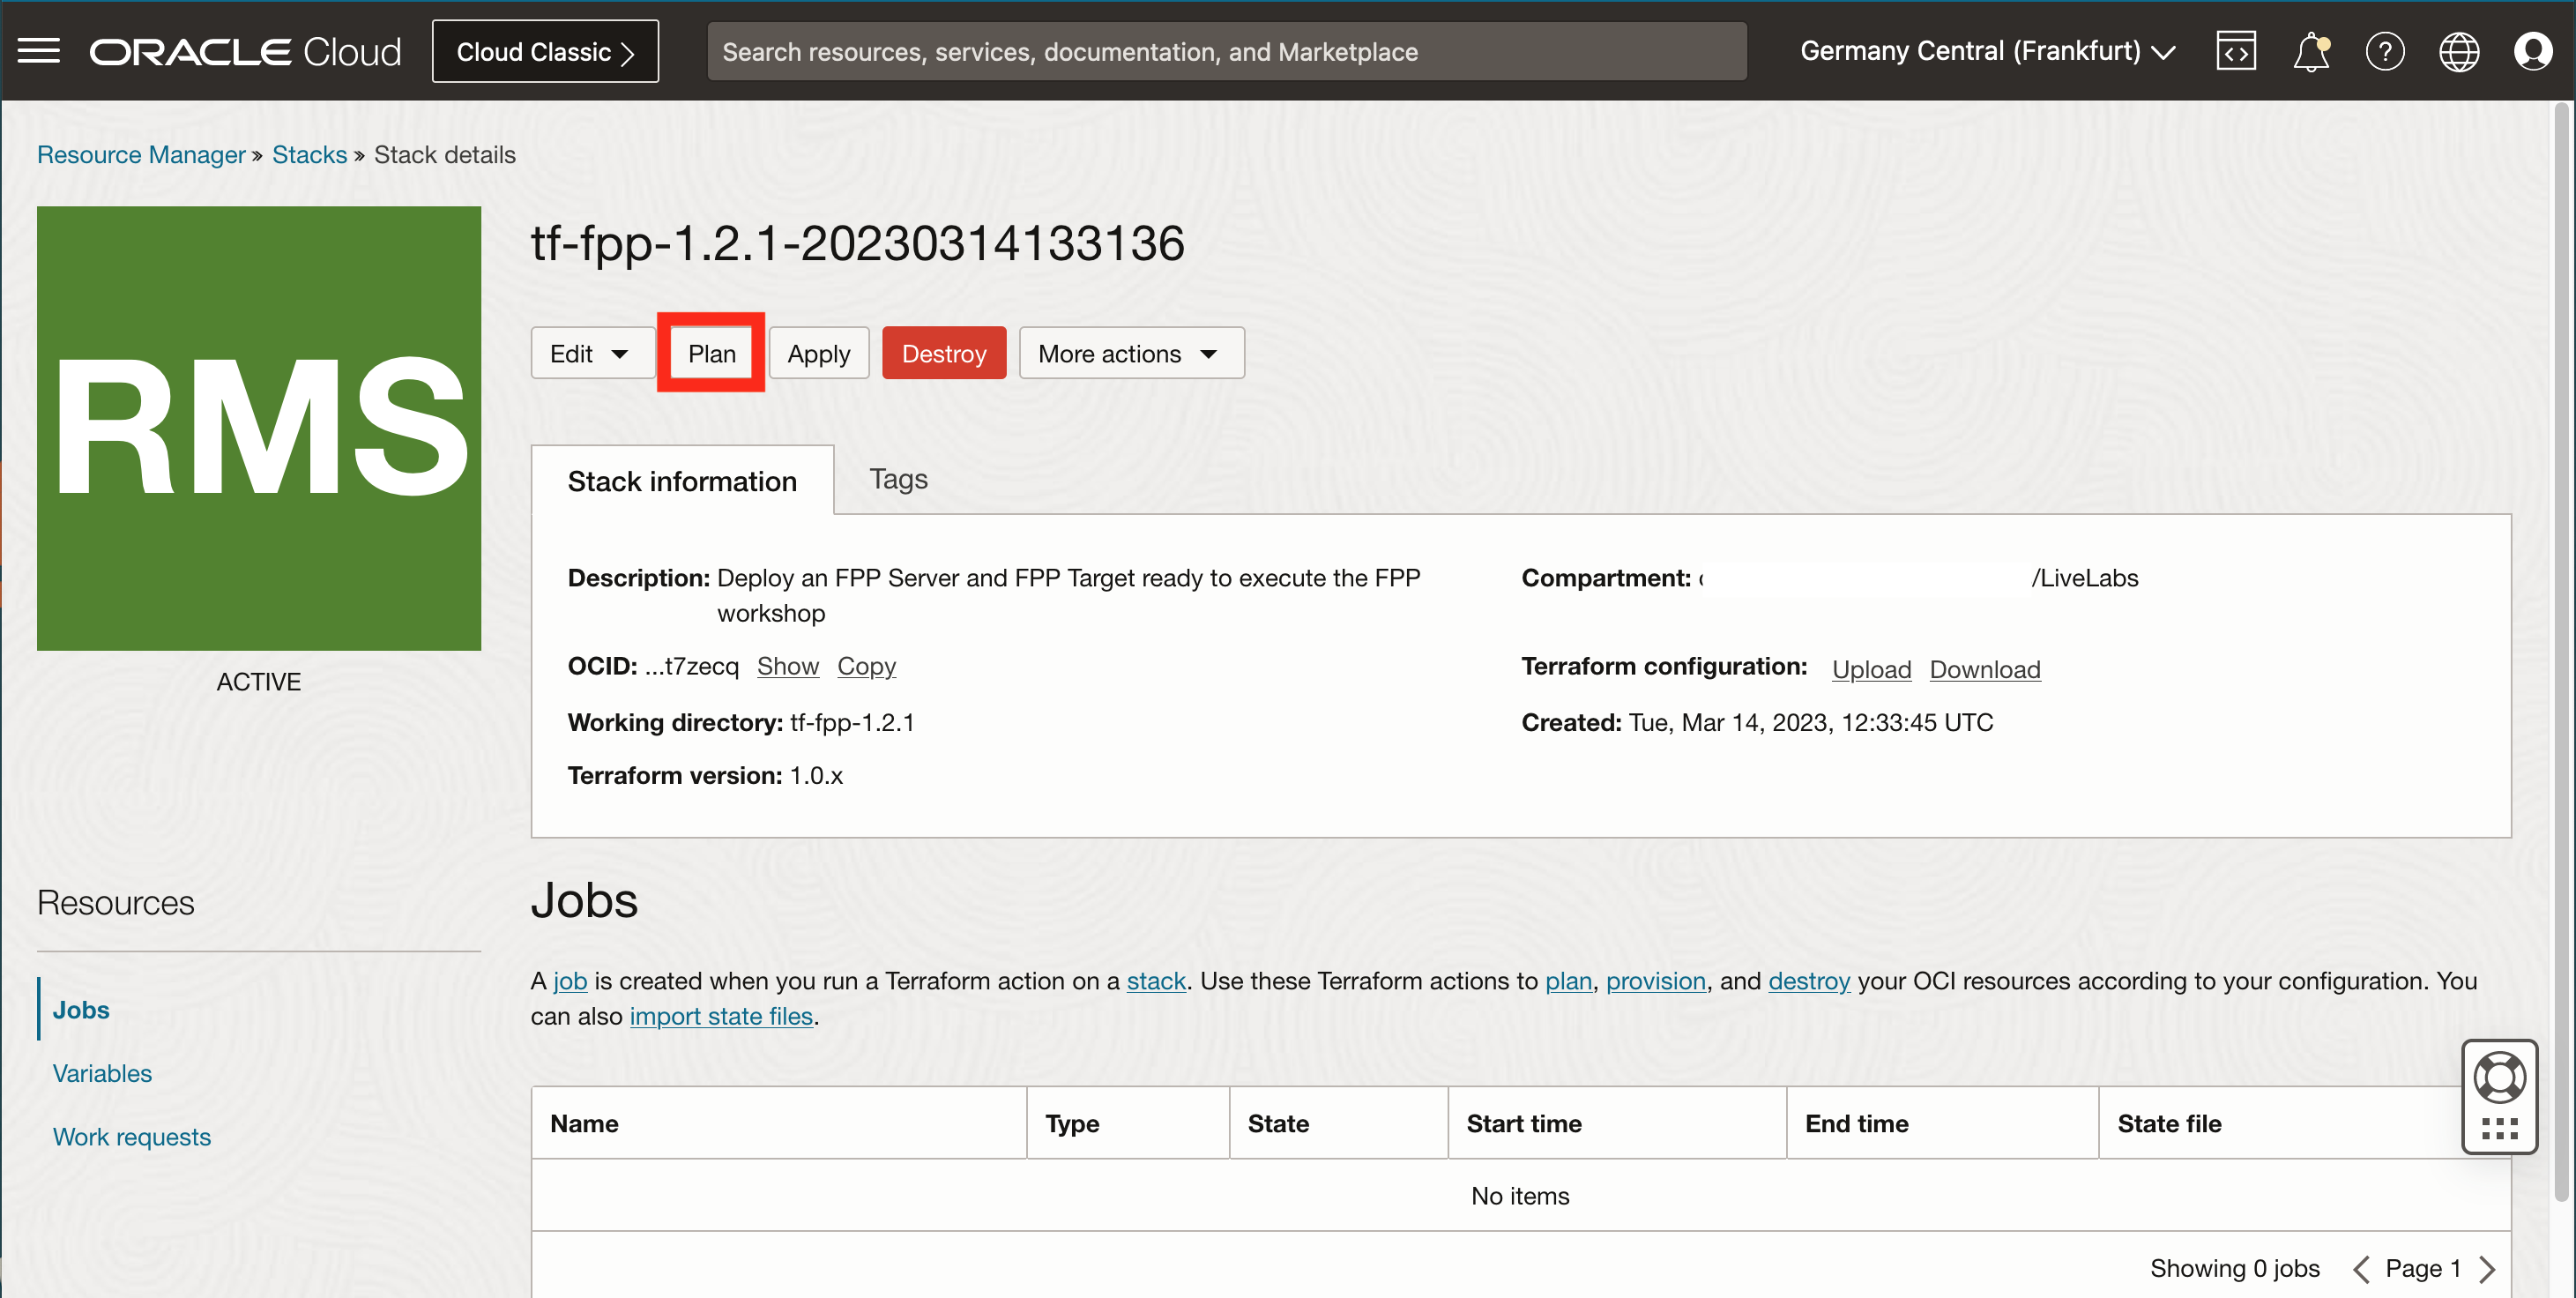 ORACLE Cloud
Cloud Classic
Search resources, services, documentation, and Marketplace
Germany Central (Frankfurt)
Resource Manager » Stacks » Stack details
RMS
ACTIVE
tf-fpp-1.2.1-20230314133136
Edit
Plan
Apply
Destroy
More actions
Stack information
Tags
Description: Deploy an FPP Server and FPP Target ready to execute the FPP
workshop
Compartment: /LiveLabs
OCID: ...t7zecq Show Copy
Terraform configuration: Upload Download
Working directory: tf-fpp-1.2.1
Created: Tue, Mar 14, 2023, 12:33:45 UTC
Terraform version: 1.0.x
Resources
Jobs
Variables
Work requests
Jobs
A job is created when you run a Terraform action on a stack. Use these Terraform actions to plan, provision, and destroy your OCI resources according to your configuration. You
can also import state files.
Name Type State Start time End time State file
No items
Showing 0 jobs Page 1